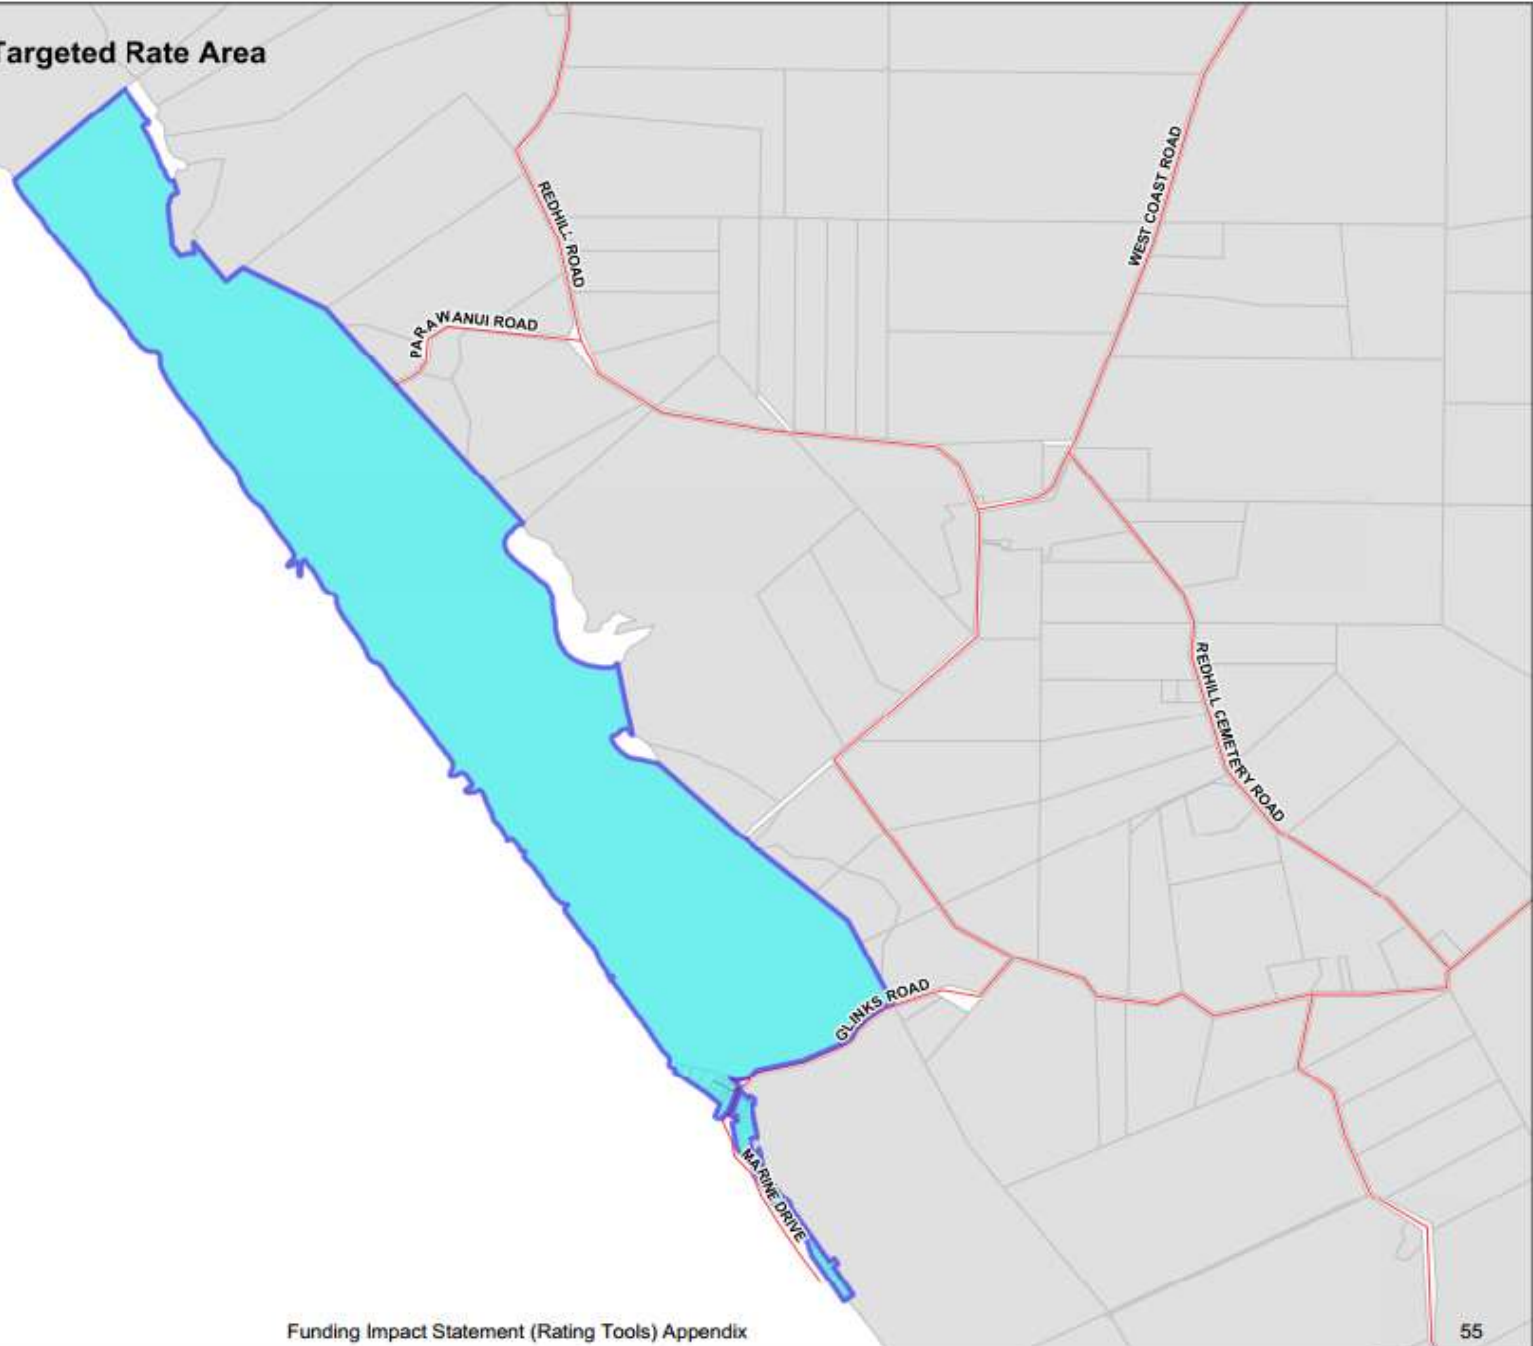 Targeted Rate Area
WEST COAST ROAD
REDHILL ROAD
PARAWANUI ROAD
REDHILL CEMETERY ROAD
GLINKS ROAD
MARINE DRIVE
Funding Impact Statement (Rating Tools) Appendix
55